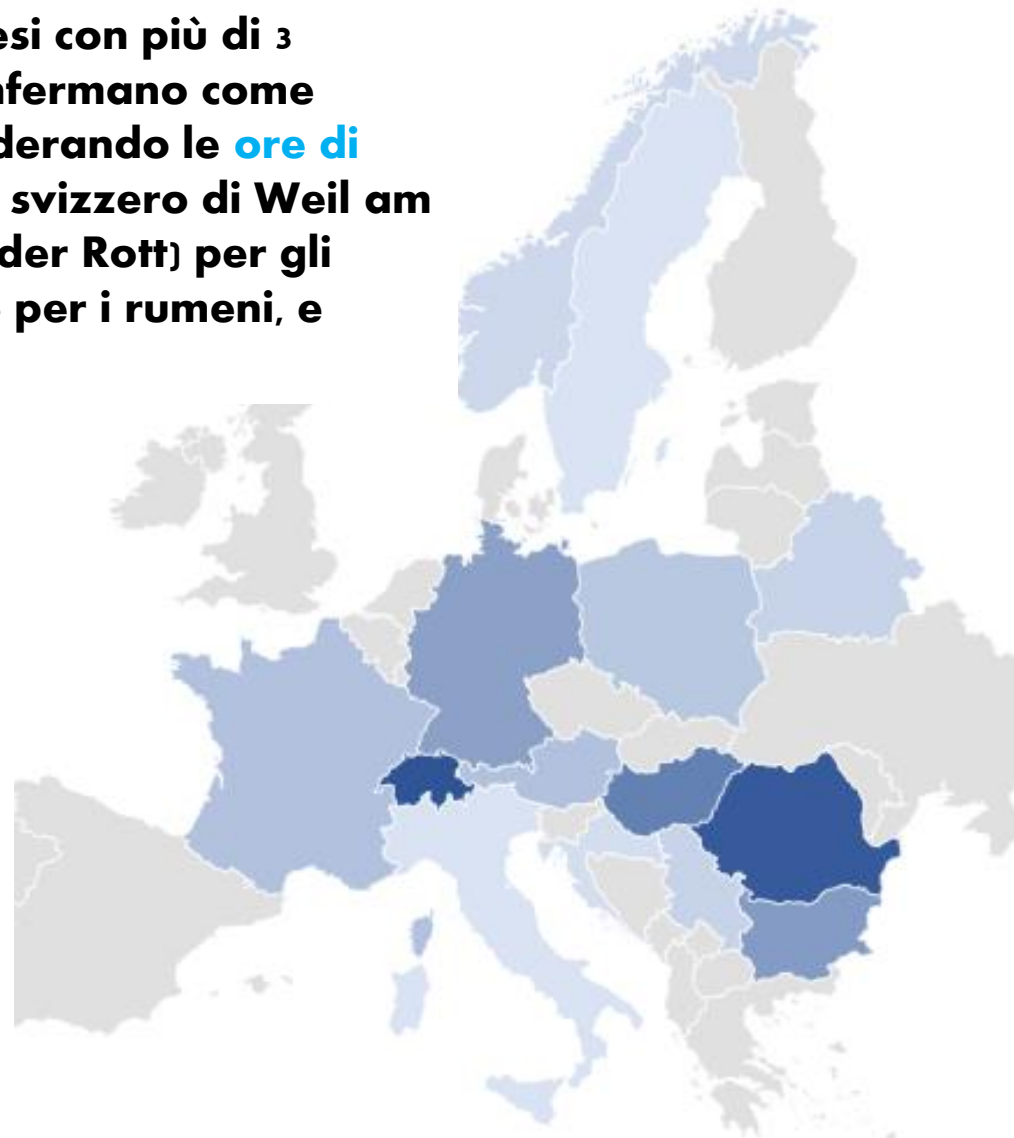 esi con più di 3
nfermano come
derando le ore di
svizzero di Weil am
der Rott) per gli
per i rumeni, e